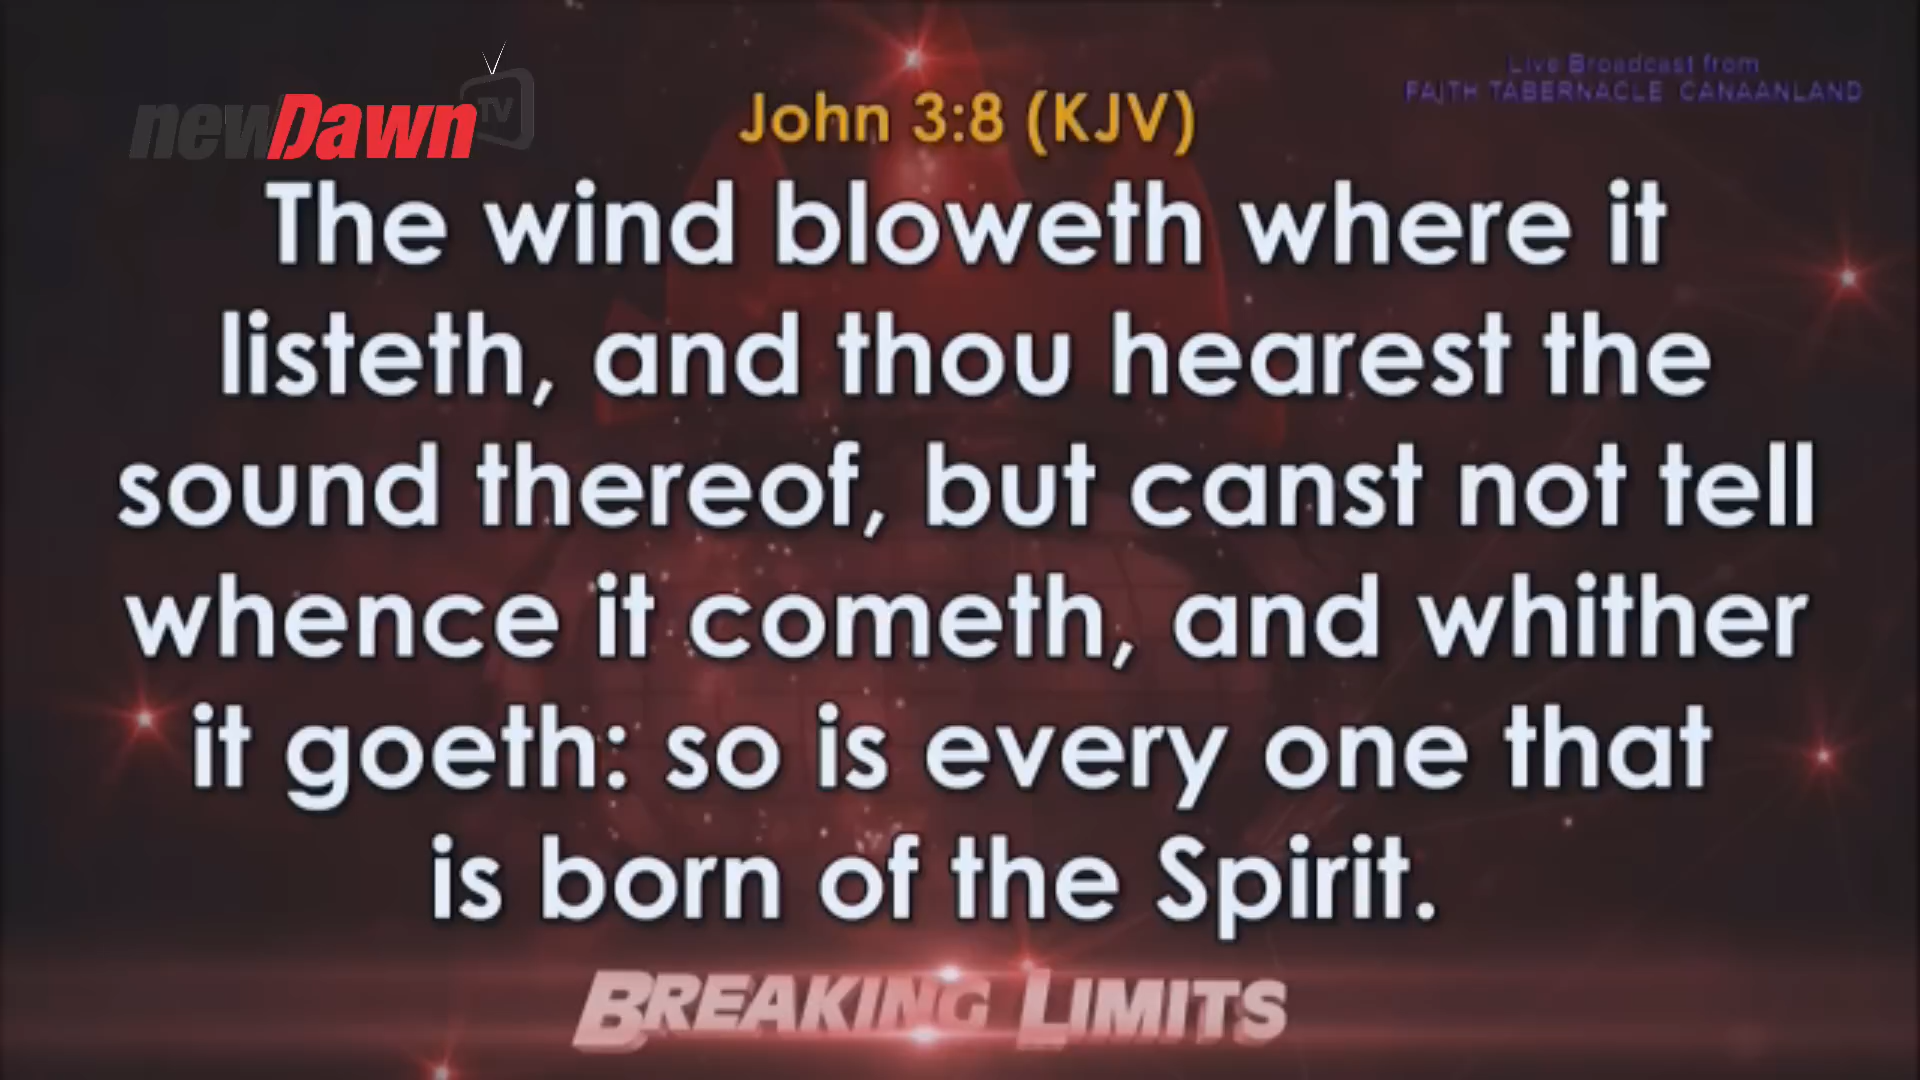 newDawn TV
Live Broadcast from
FAITH TABERNACLE CANAANLAND
John 3:8 (KJV)
The wind bloweth where it
listeth, and thou hearest the
sound thereof, but canst not tell
whence it cometh, and whither
it goeth: so is every one that
is born of the Spirit.
BREAKING LIMITS